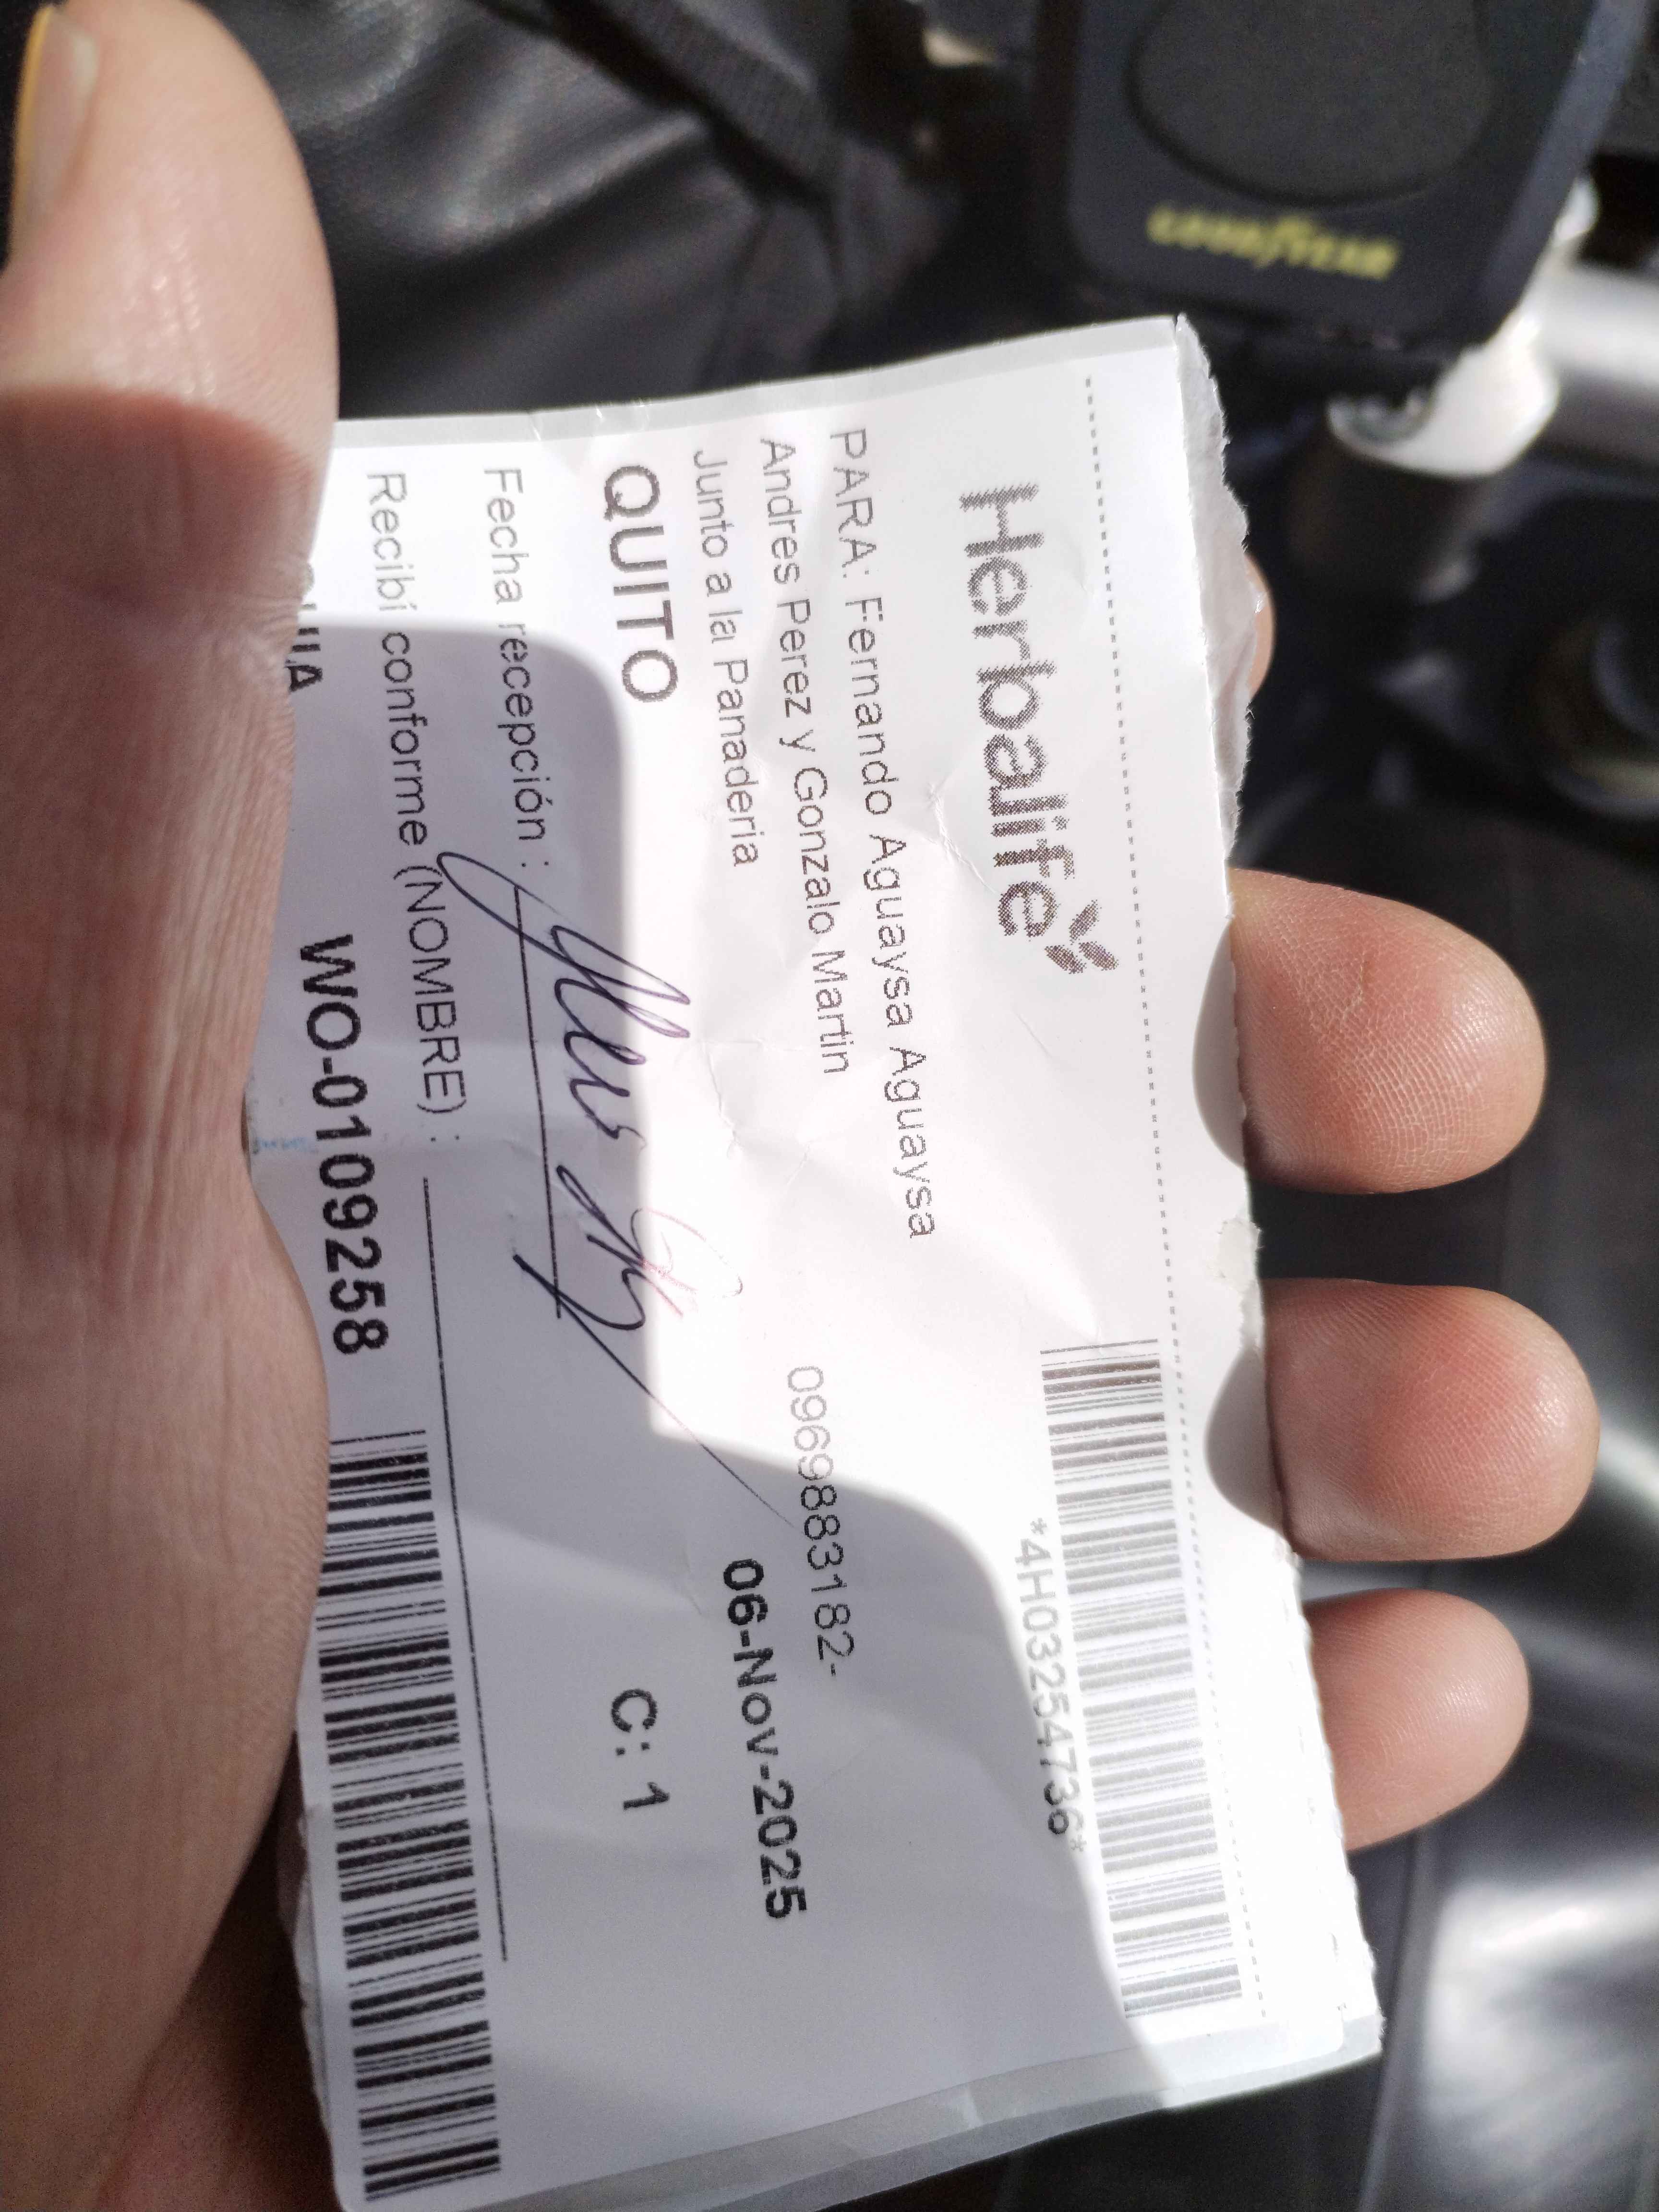 GOODYEAR
Herbalife
*4H03254736*
PARA: Fernando Aguaysa Aguaysa
Andres Perez y Gonzalo Martin 0969883182-
Junto a la Panaderia 06-Nov-2025
QUITO C: 1
Fecha recepción :
Recibí conforme (NOMBRE) :
WO-0109258